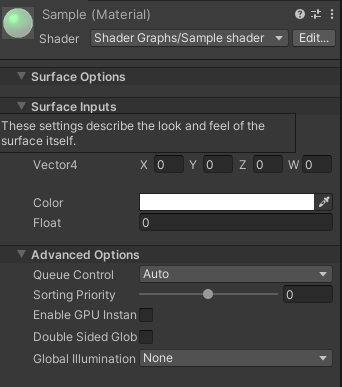 Sample (Material)
Shader Shader Graphs/Sample shader Edit...
Surface Options
Surface Inputs
These settings describe the look and feel of the
surface itself.
Vector4 X 0 Y 0 Z 0 W 0
Color
Float 0
Advanced Options
Queue Control Auto
Sorting Priority 0
Enable GPU Instan
Double Sided Glob
Global Illumination None